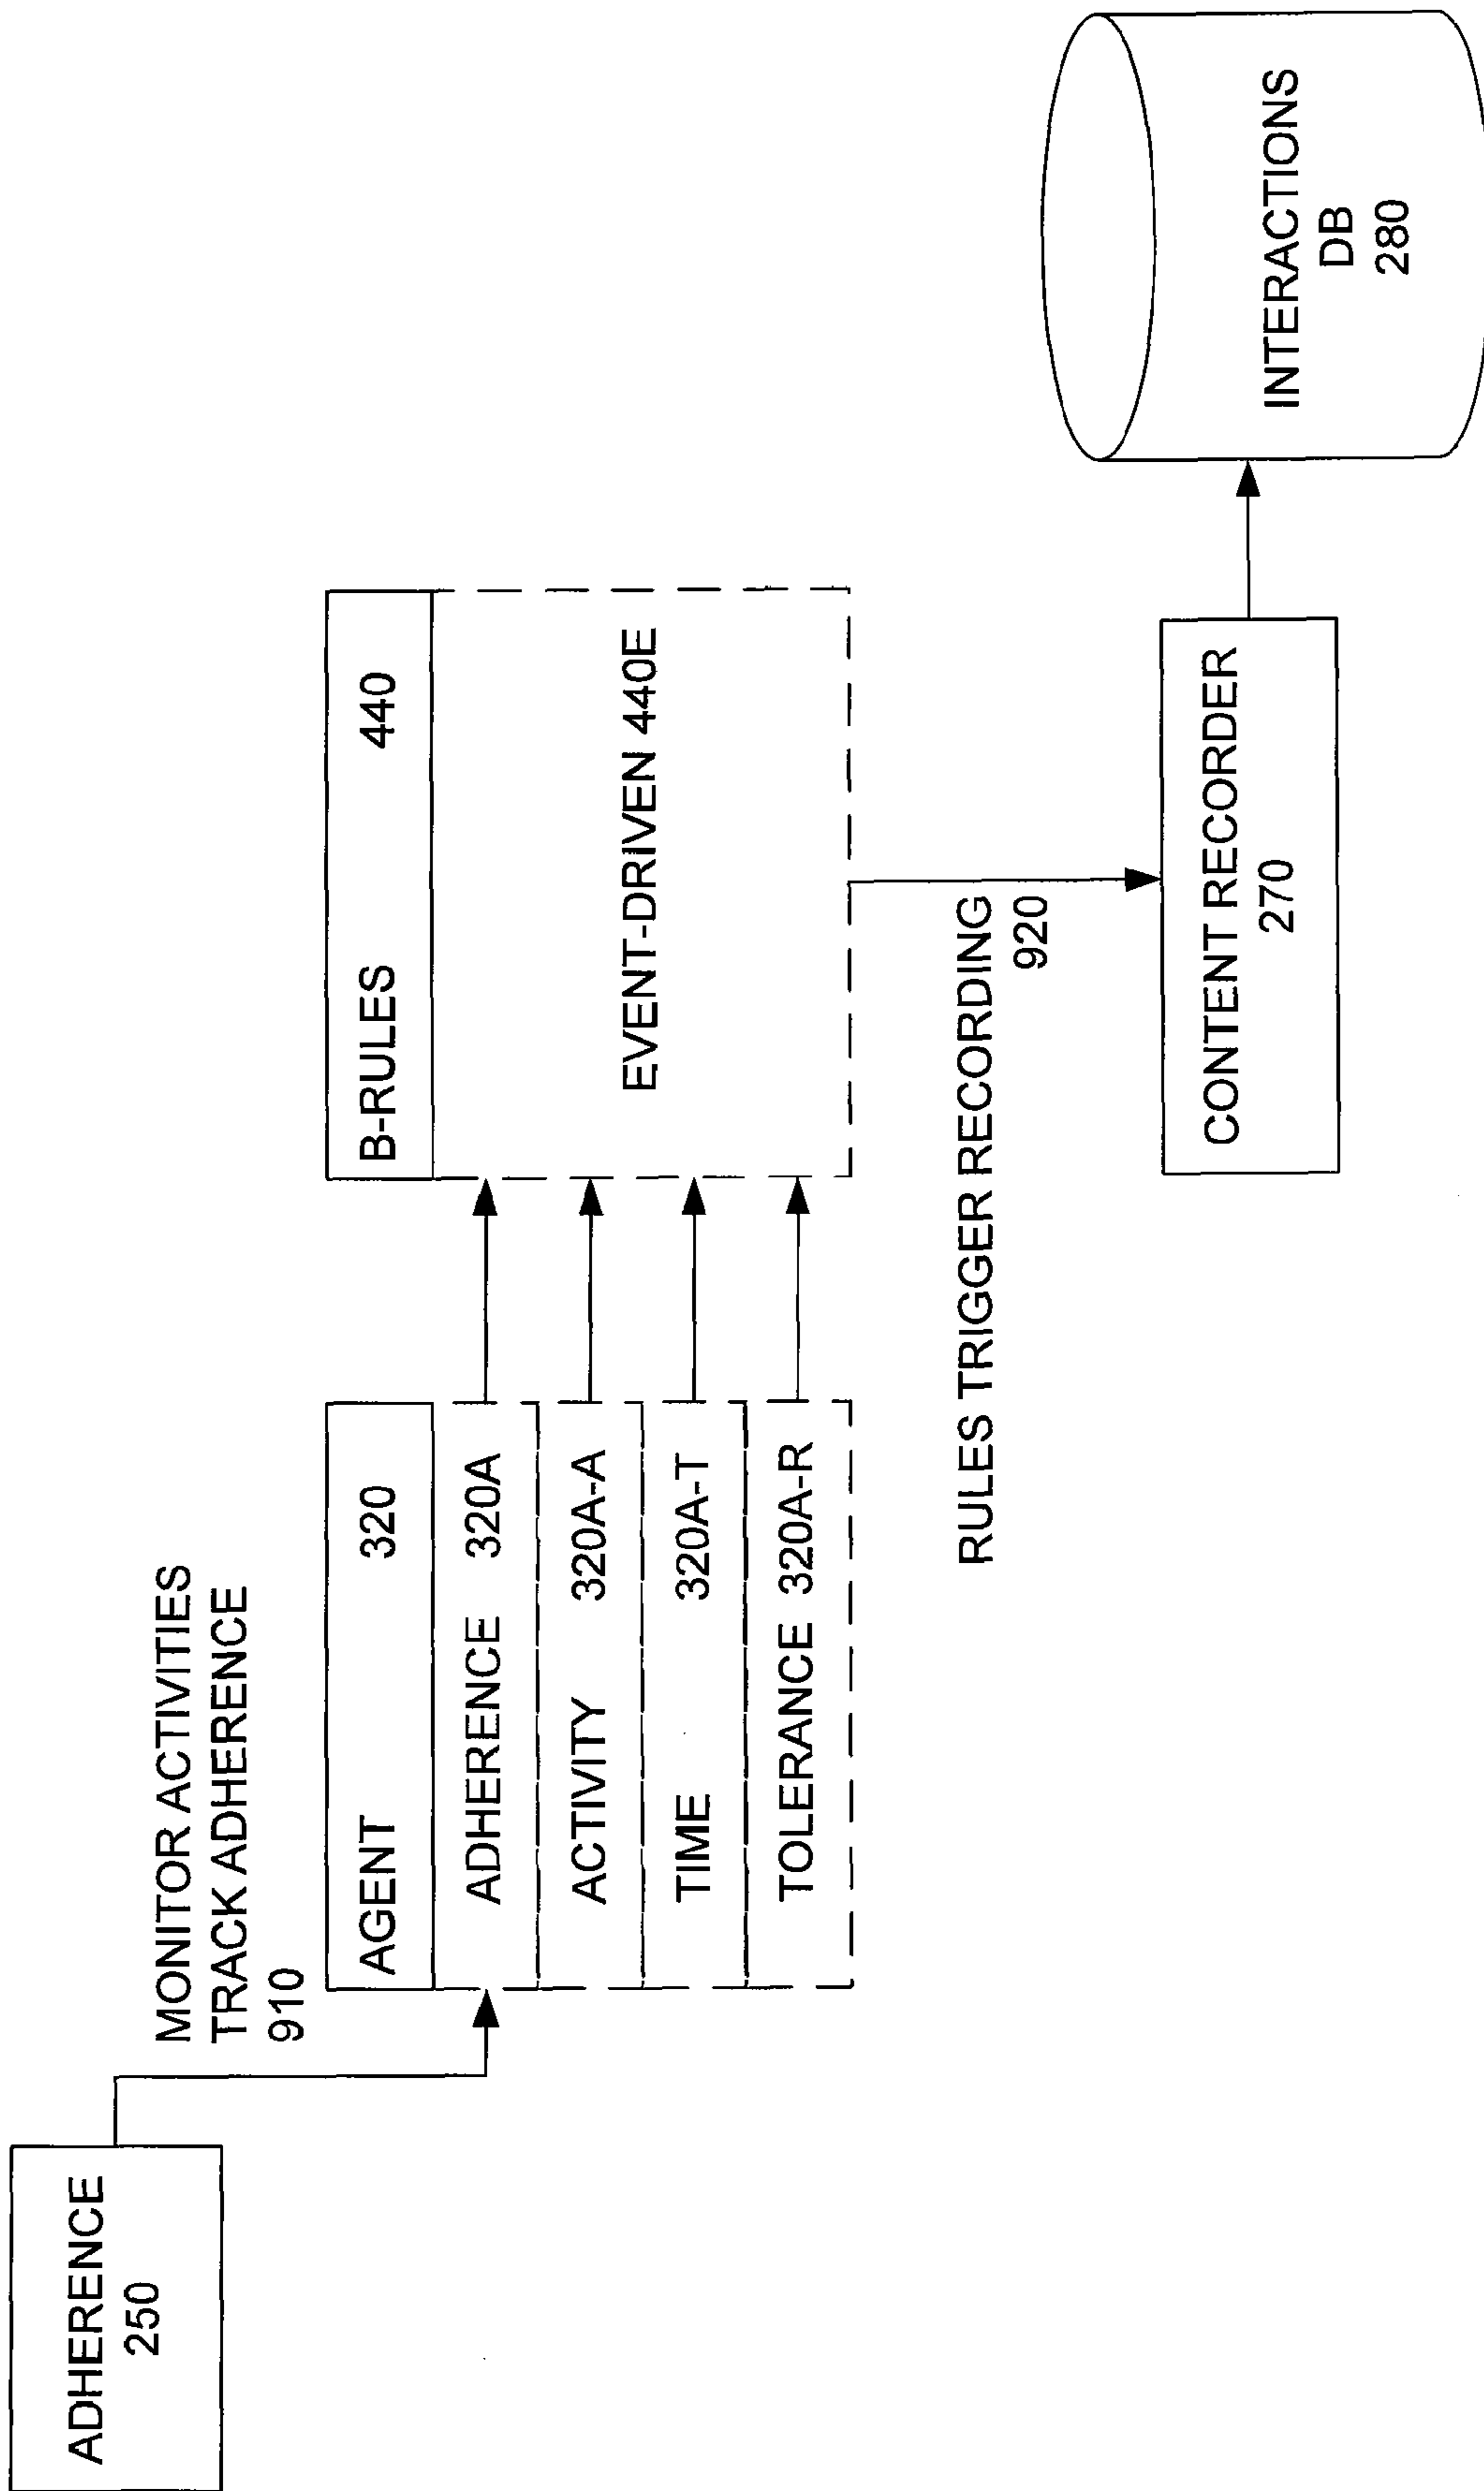 ADHERENCE
250
MONITOR ACTIVITIES
TRACK ADHERENCE
910
AGENT 320
ADHERENCE 320A
ACTIVITY 320A-A
TIME 320A-T
TOLERANCE 320A-R
B-RULES 440
EVENT-DRIVEN 440E
RULES TRIGGER RECORDING
920
CONTENT RECORDER
270
INTERACTIONS
DB
280